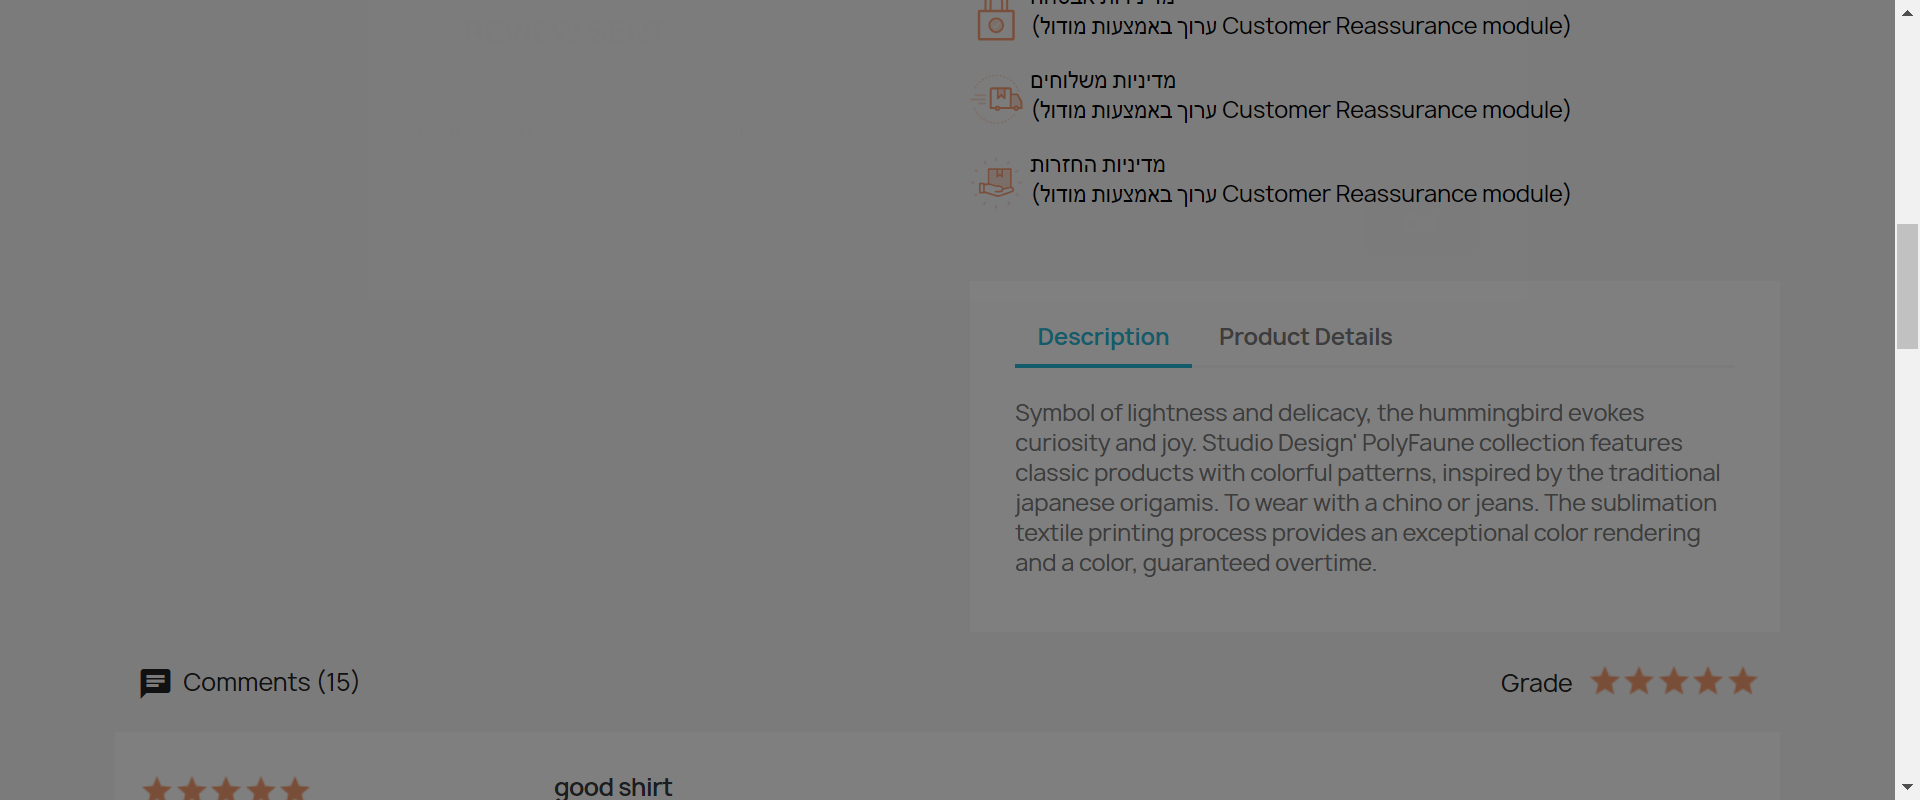 (ערוך באמצעות מודול Customer Reassurance module)
מדיניות משלוחים
(ערוך באמצעות מודול Customer Reassurance module)
מדיניות החזרות
(ערוך באמצעות מודול Customer Reassurance module)
Description Product Details
Symbol of lightness and delicacy, the hummingbird evokes
curiosity and joy. Studio Design' PolyFaune collection features
classic products with colorful patterns, inspired by the traditional
japanese origamis. To wear with a chino or jeans. The sublimation
textile printing process provides an exceptional color rendering
and a color, guaranteed overtime.
Comments (15)
Grade
good shirt